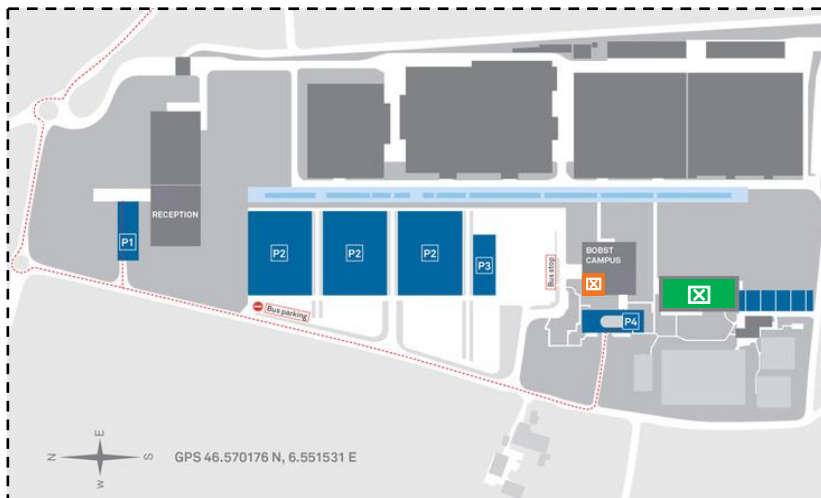 RECEPTION
P1
P2
P2
P2
P3
Bus stop
BOBST
CAMPUS
Bus parking
P4
E
N
S
W
GPS 46.570176 N, 6.551531 E